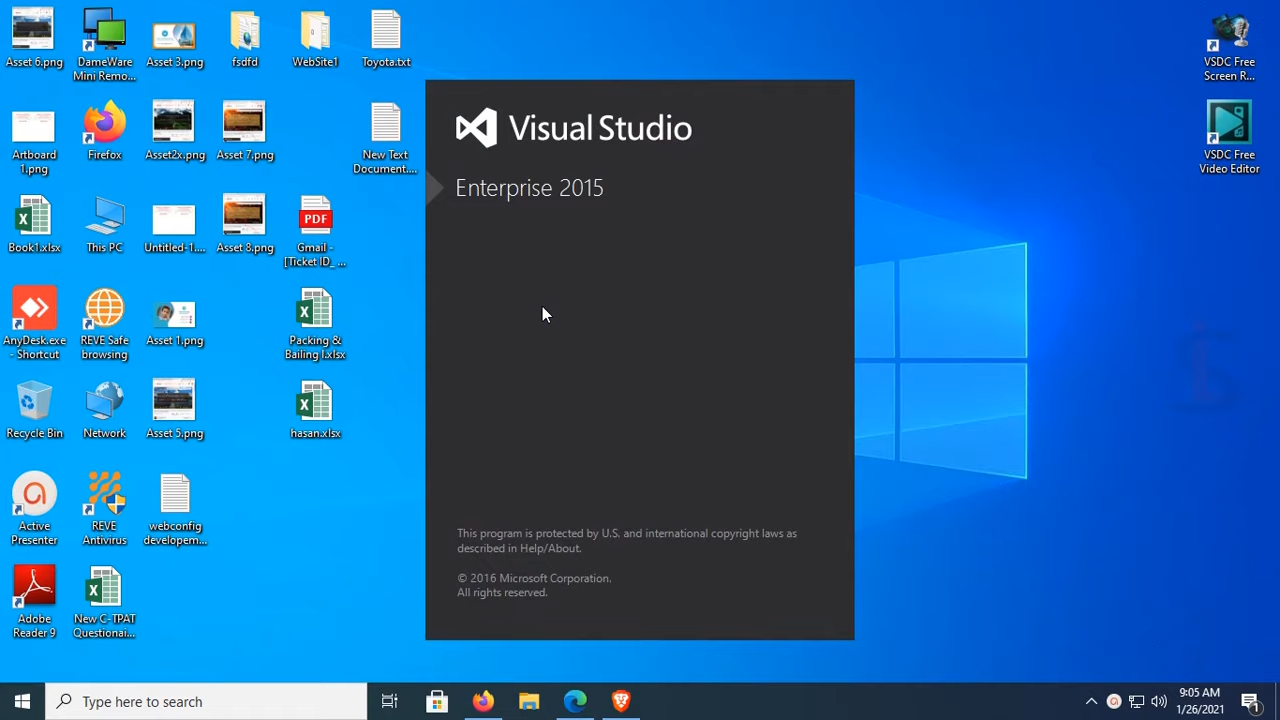 Asset 6.png
DameWare
Mini Remo...
Asset 3.png
fsdfd
WebSite1
Toyota.txt
VSDC Free
Screen R...
Artboard
1.png
Firefox
Asset2x.png
Asset 7.png
New Text
Document....
VSDC Free
Video Editor
Book1.xlsx
This PC
Untitled-1....
Asset 8.png
PDF
Gmail -
[Ticket ID_ ...
AnyDesk.exe
- Shortcut
REVE Safe
browsing
Asset 1.png
Packing &
Bailing l.xlsx
Recycle Bin
Network
Asset 5.png
hasan.xlsx
Active
Presenter
REVE
Antivirus
webconfig
developem...
Adobe
Reader 9
New C-TPAT
Questionai...
Visual Studio
Enterprise 2015
This program is protected by U.S. and international copyright laws as
described in Help/About.
© 2016 Microsoft Corporation.
All rights reserved.
Type here to search
9:05 AM
1/26/2021
1